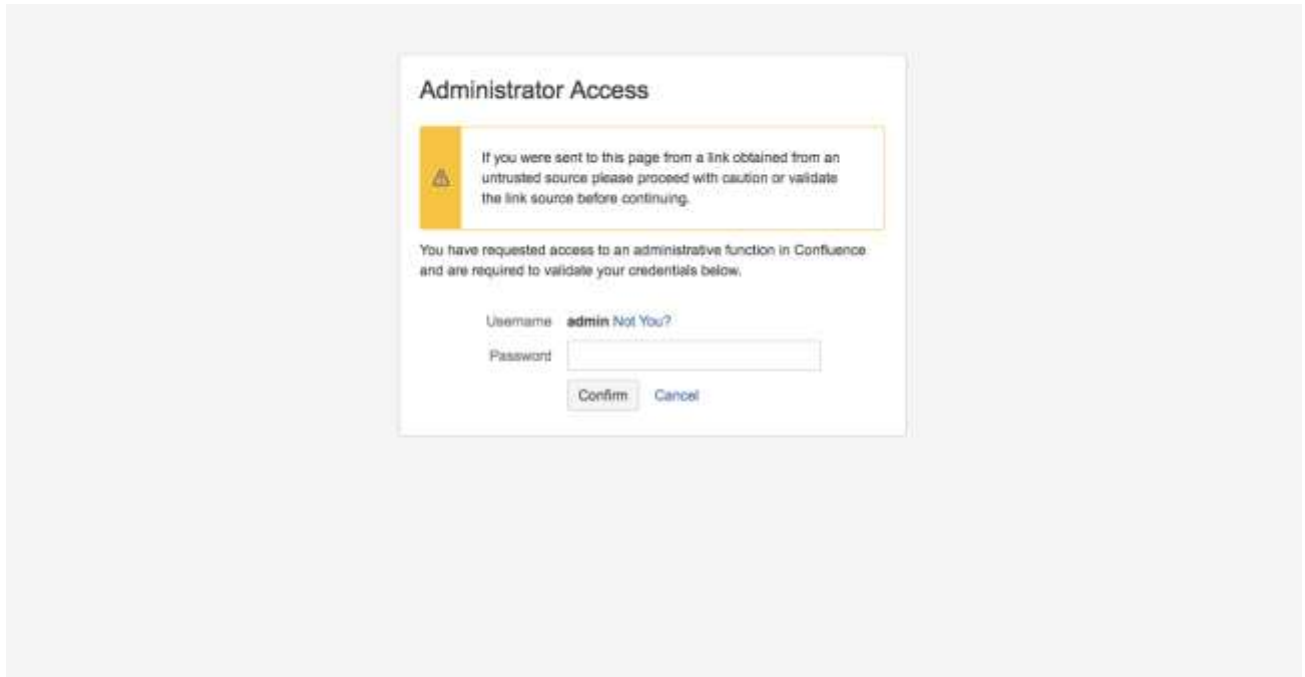 Administrator Access
If you were sent to this page from a link obtained from an
untrusted source please proceed with caution or validate
the link source before continuing.
You have requested access to an administrative function in Confluence
and are required to validate your credentials below.
Username admin Not You?
Password
Confirm Cancel